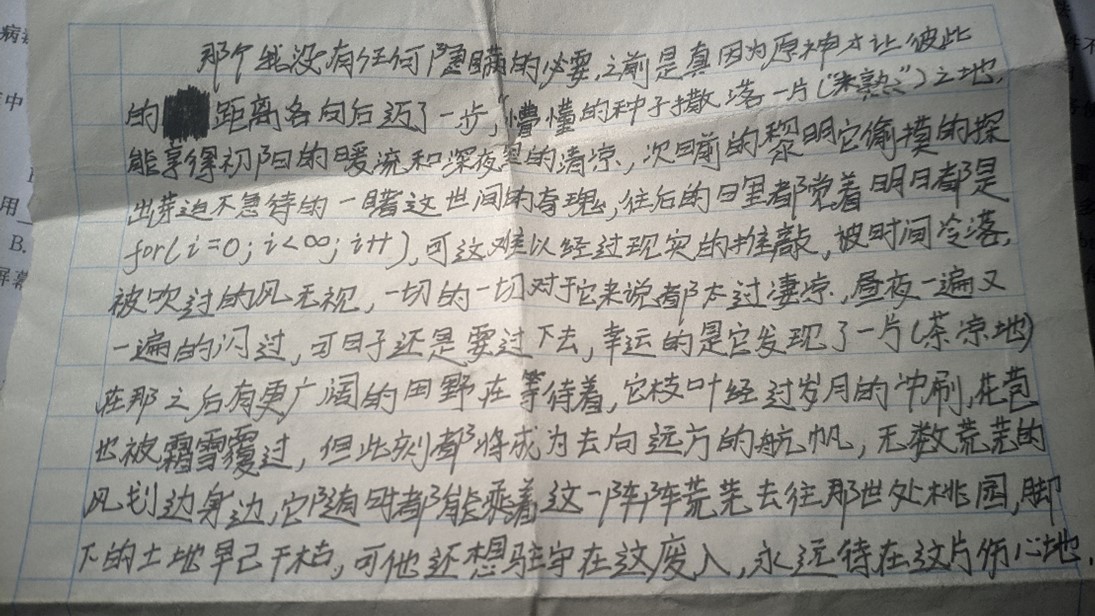 那个我没有任何隐瞒的必要,之前是真因为原神才让彼此
的 距离各向后迈了一步,"懵懂的种子撒落一片("未熟")之地,
能享得初阳的暖流和深夜里的清凉,次日前的黎明它偷摸的探
出芽迫不急待的一睹这世间的奇瑰,往后的日里都觉着明日都是
for(i=0;i<∞;i++),可这难以经过现实的推敲,被时间冷落,
被吹过的风无视,一切的一切对于它来说都太过凄凉,昼夜一遍又
一遍的闪过,可日子还是要过下去,幸运的是它发现了一片(荼凉地)
在那之后有更广阔的田野在等待着,它枝叶经过岁月的冲刷,花苞
也被霜雪覆过,但此刻都将成为去向远方的航帆,无数荒芜的
风划边身边,它随时都能乘着这一阵阵荒芜去往那世处桃园,脚
下的土地早已干枯,可他还想驻守在这废入,永远待在这片伤心地.
病毒
中
用
B.
屏幕